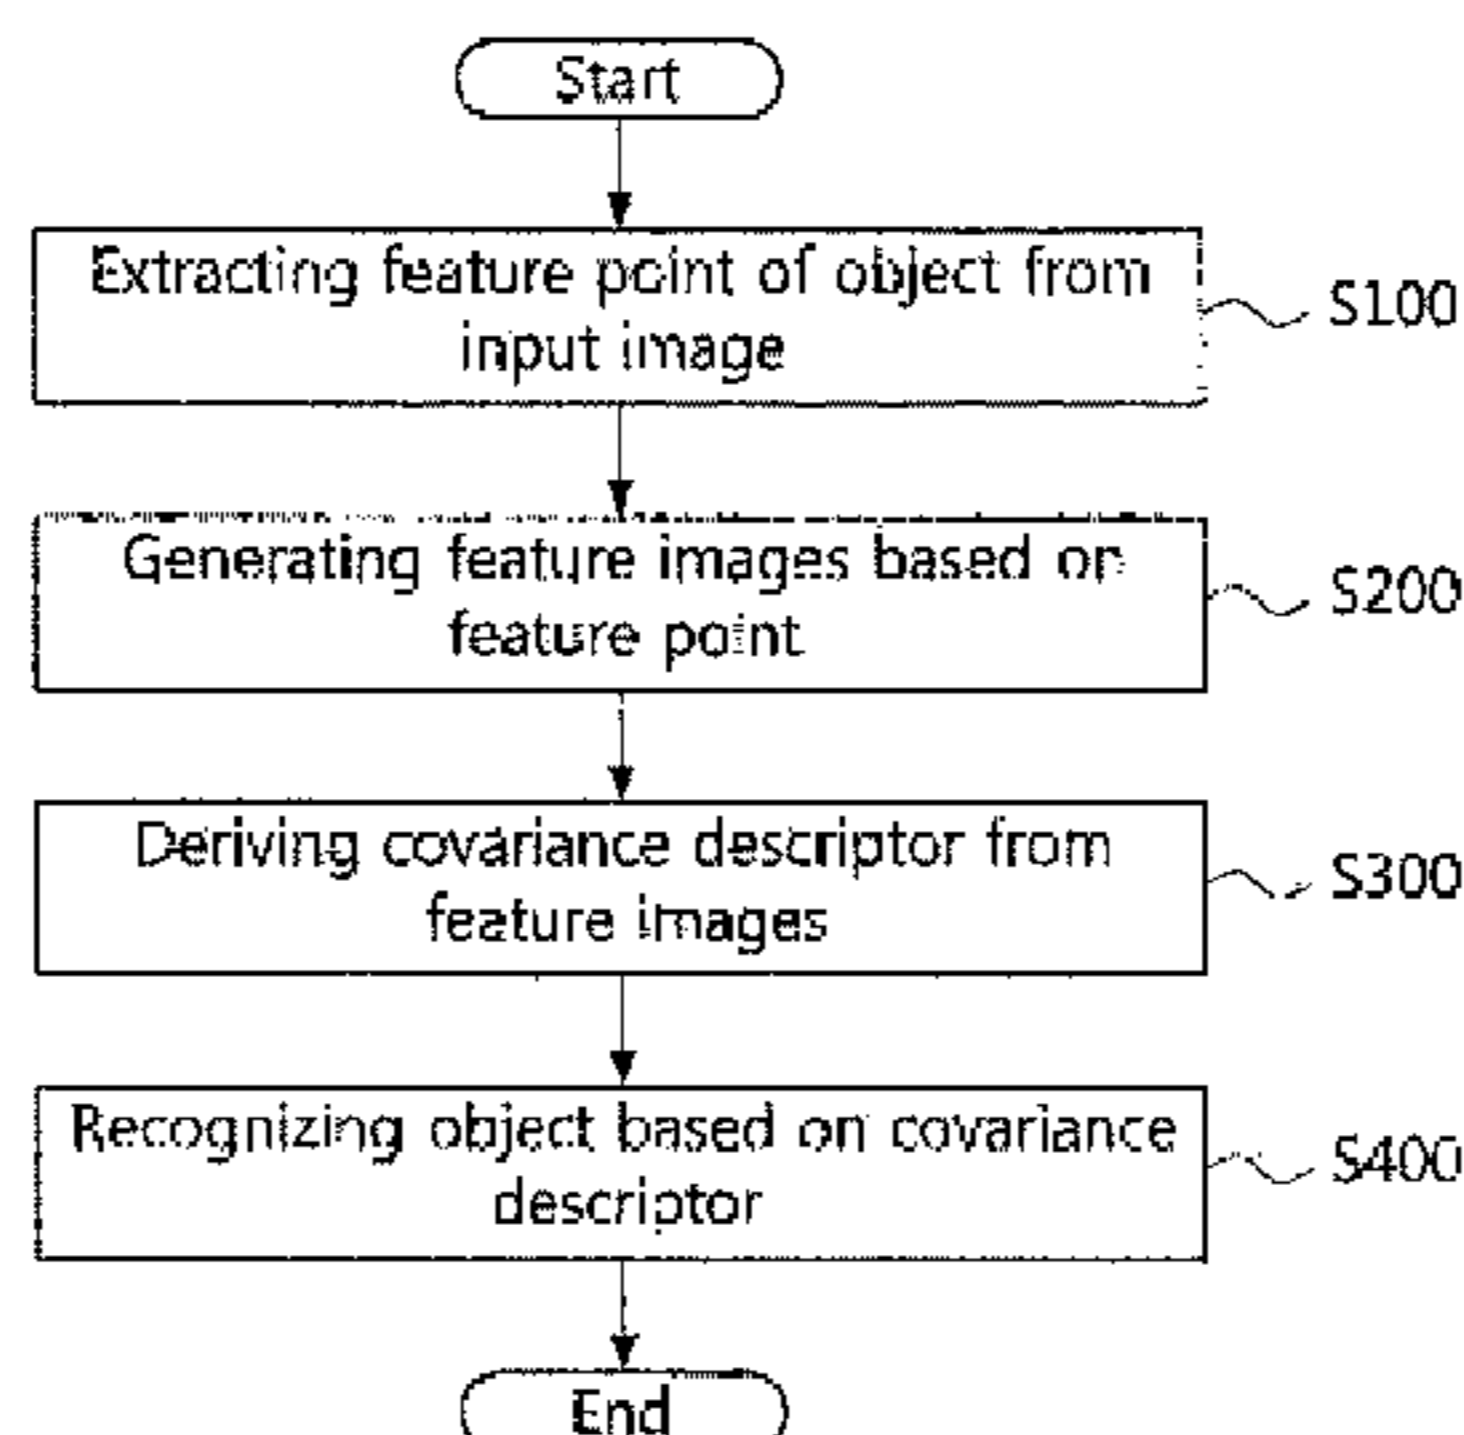 Start
Extracting feature point of object from
input image
S100
Generating feature images based on
feature point
S200
Deriving covariance descriptor from
feature images
S300
Recognizing object based on covariance
descriptor
S400
End